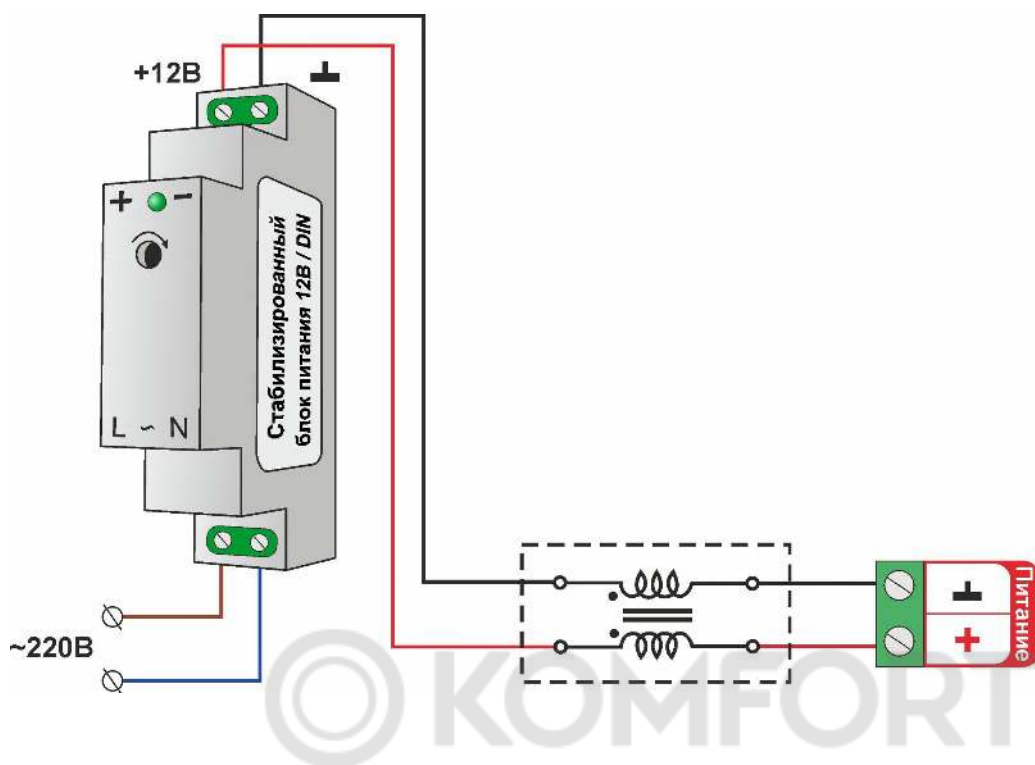 +12В
+ −
Стабилизированный
блок питания 12В / DIN
L ~ N
~220В
Питание
+
KOMFORT